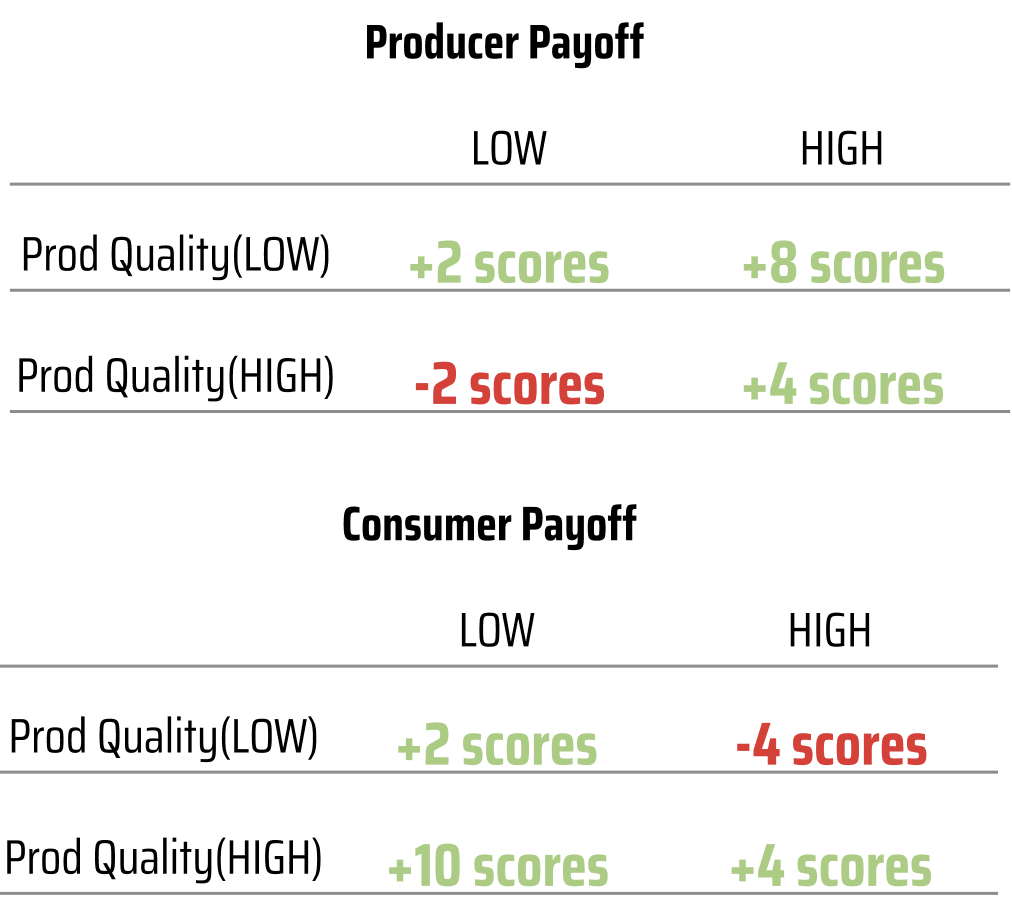 Producer Payoff
LOW HIGH
Prod Quality(LOW) +2 scores +8 scores
Prod Quality(HIGH) -2 scores +4 scores
Consumer Payoff
LOW HIGH
Prod Quality(LOW) +2 scores -4 scores
Prod Quality(HIGH) +10 scores +4 scores